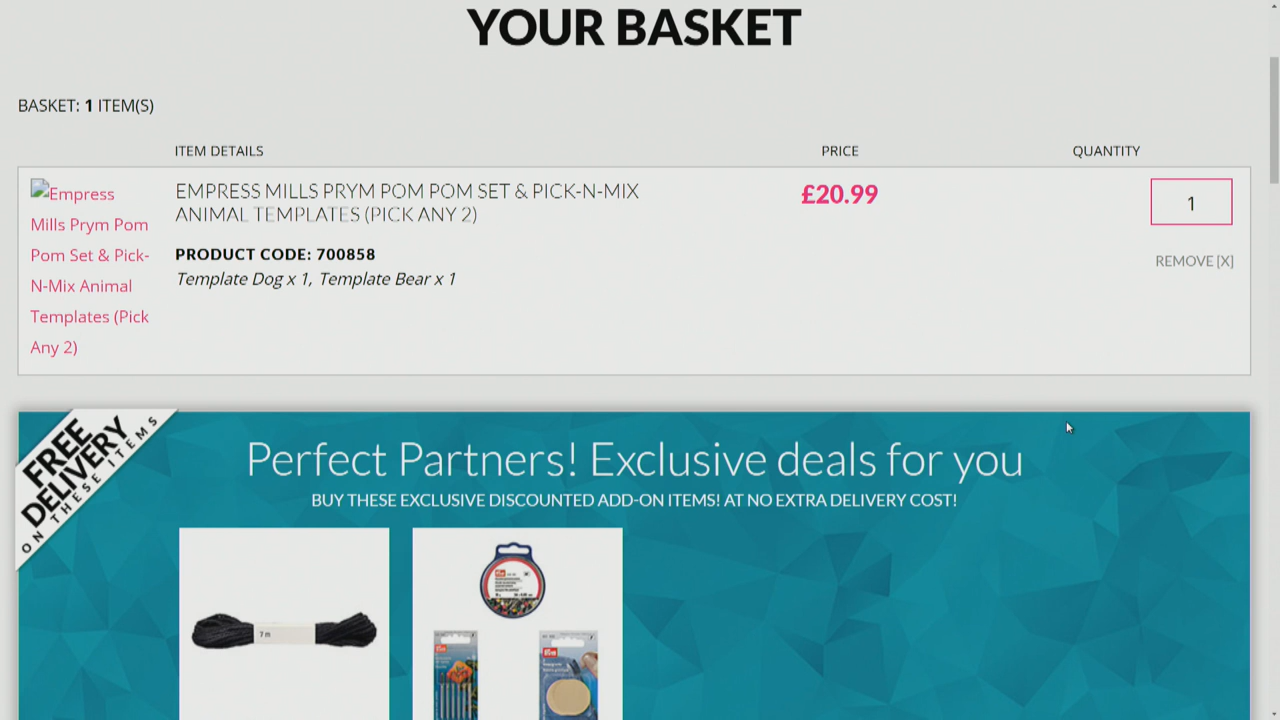 YOUR BASKET
BASKET: 1 ITEM(S)
ITEM DETAILS PRICE QUANTITY
Empress
Mills Prym Pom
Pom Set & Pick-
N-Mix Animal
Templates (Pick
Any 2)
EMPRESS MILLS PRYM POM POM SET & PICK-N-MIX
ANIMAL TEMPLATES (PICK ANY 2)
PRODUCT CODE: 700858
Template Dog x 1, Template Bear x 1
£20.99
1
REMOVE [X]
FREE
DELIVERY
ON THESE ITEMS
Perfect Partners! Exclusive deals for you
BUY THESE EXCLUSIVE DISCOUNTED ADD-ON ITEMS! AT NO EXTRA DELIVERY COST!
7 m